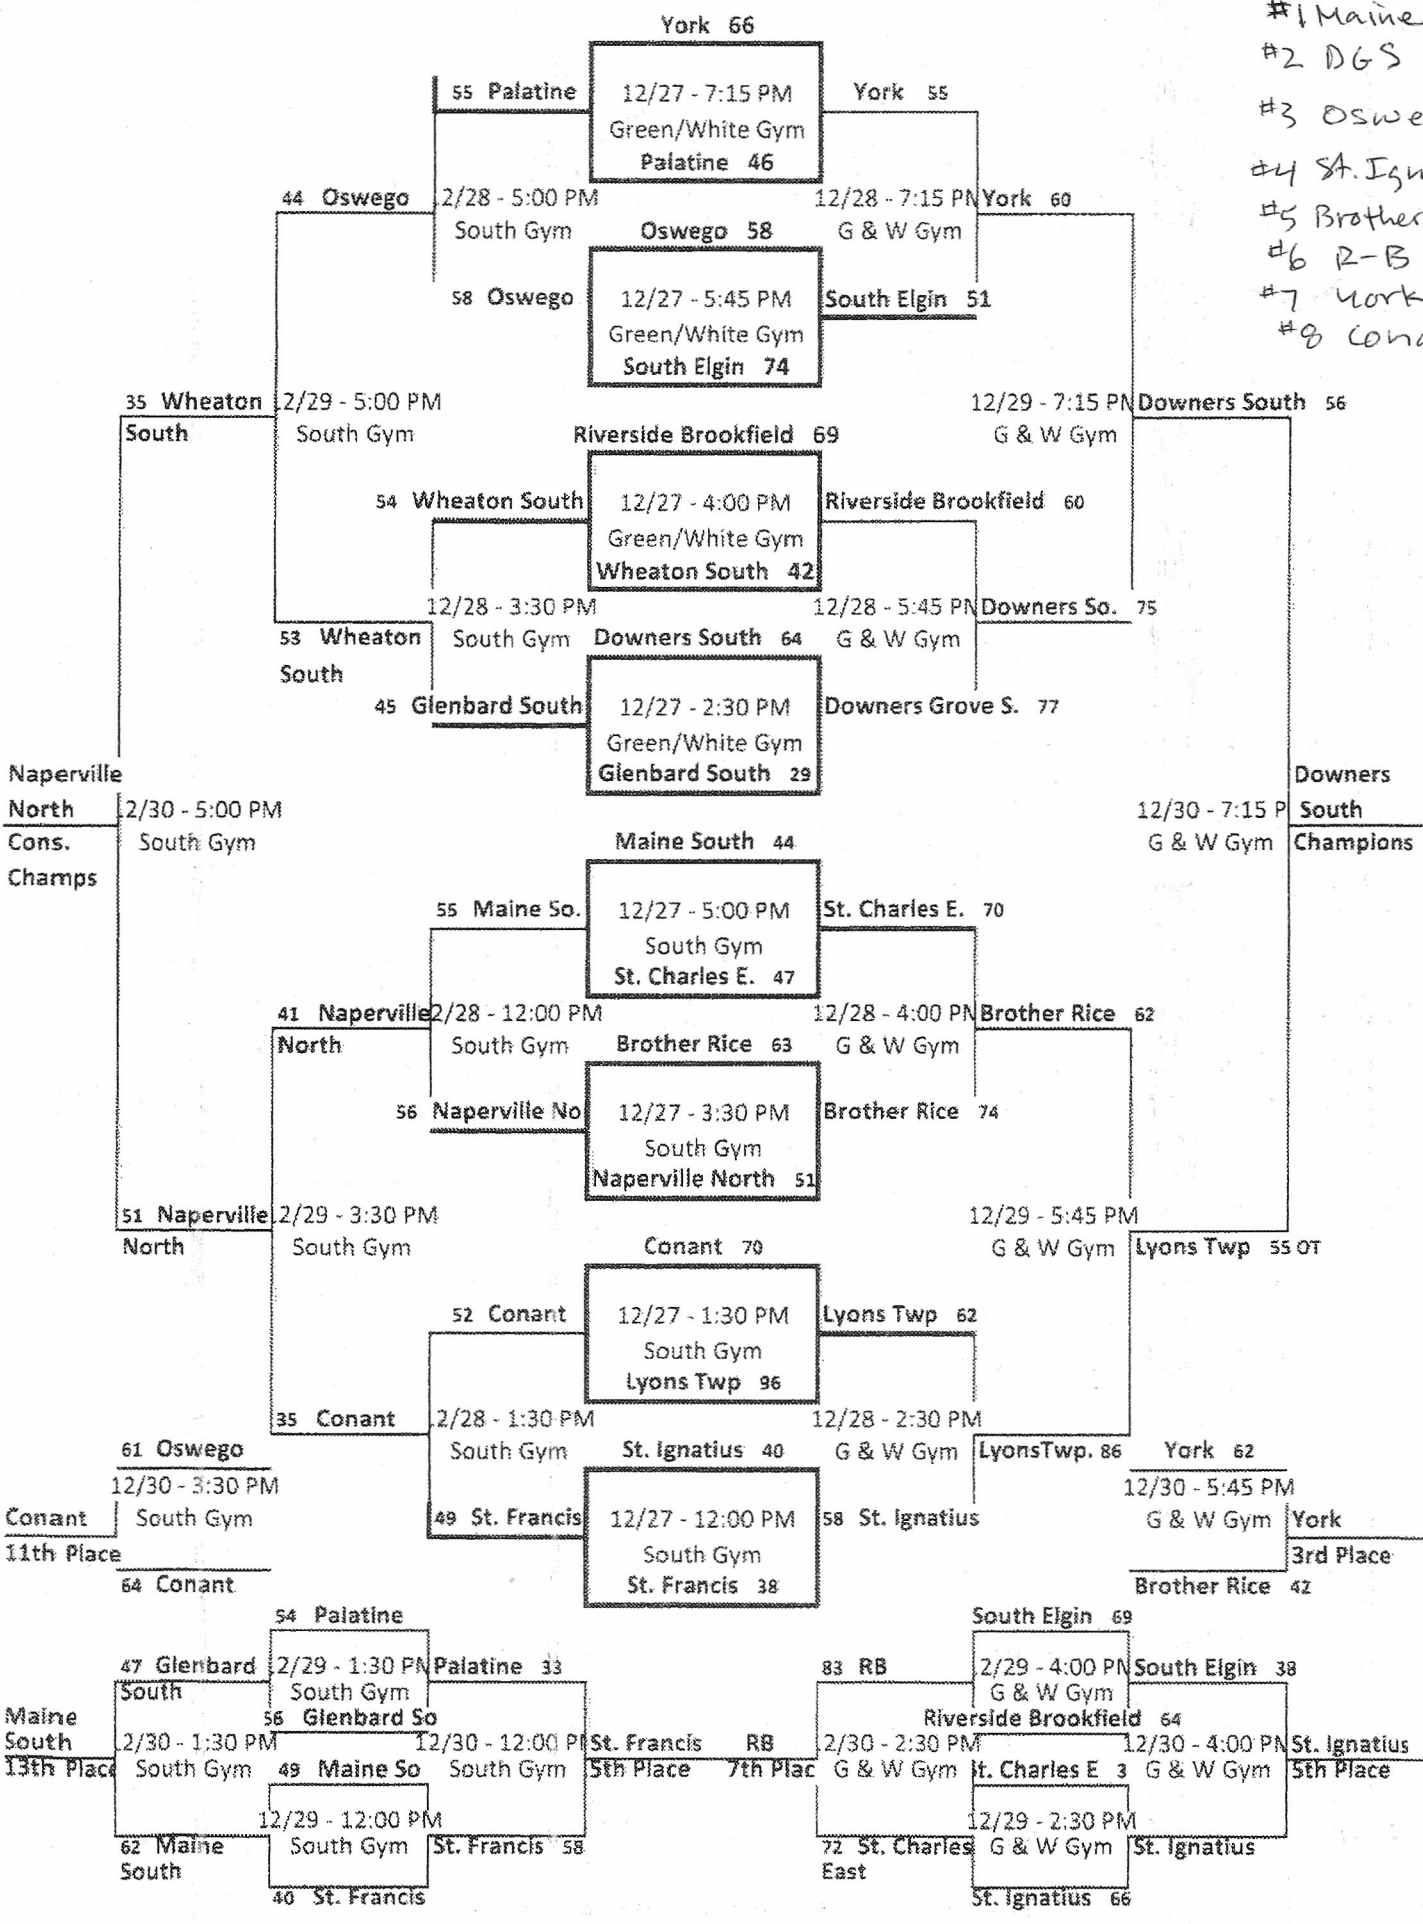 York 66
#1 Maine
#2 DGS
55 Palatine
12/27 - 7:15 PM
York 55
#3 Oswe
Green/White Gym
Palatine 46
#4 St. Ign
44 Oswego
2/28 - 5:00 PM
12/28 - 7:15 PM
York 60
South Gym
Oswego 58
G & W Gym
#5 Brother
#6 R-B
58 Oswego
12/27 - 5:45 PM
South Elgin 51
#7 York
Green/White Gym
#8 Cona
South Elgin 74
35 Wheaton
2/29 - 5:00 PM
12/29 - 7:15 PM
Downers South 56
South
South Gym
Riverside Brookfield 69
G & W Gym
54 Wheaton South
12/27 - 4:00 PM
Riverside Brookfield 60
Green/White Gym
Wheaton South 42
12/28 - 3:30 PM
12/28 - 5:45 PM
Downers So. 75
53 Wheaton
South Gym
Downers South 64
G & W Gym
South
45 Glenbard South
12/27 - 2:30 PM
Downers Grove S. 77
Green/White Gym
Naperville
Glenbard South 29
Downers
North
2/30 - 5:00 PM
12/30 - 7:15 P
South
Cons.
South Gym
Maine South 44
G & W Gym
Champions
Champs
55 Maine So.
12/27 - 5:00 PM
St. Charles E. 70
South Gym
St. Charles E. 47
41 Naperville
2/28 - 12:00 PM
12/28 - 4:00 PM
Brother Rice 62
North
South Gym
Brother Rice 63
G & W Gym
56 Naperville No
12/27 - 3:30 PM
Brother Rice 74
South Gym
Naperville North 51
51 Naperville
2/29 - 3:30 PM
12/29 - 5:45 PM
North
South Gym
Conant 70
G & W Gym
Lyons Twp 55 OT
52 Conant
12/27 - 1:30 PM
Lyons Twp 62
South Gym
Lyons Twp 96
35 Conant
2/28 - 1:30 PM
12/28 - 2:30 PM
61 Oswego
South Gym
St. Ignatius 40
G & W Gym
LyonsTwp. 86
York 62
12/30 - 3:30 PM
12/30 - 5:45 PM
Conant
South Gym
49 St. Francis
12/27 - 12:00 PM
58 St. Ignatius
G & W Gym
York
11th Place
South Gym
3rd Place
64 Conant
St. Francis 38
Brother Rice 42
54 Palatine
South Elgin 69
47 Glenbard
2/29 - 1:30 PM
Palatine 33
83 RB
2/29 - 4:00 PM
South Elgin 38
South
South Gym
G & W Gym
Maine
56 Glenbard So
Riverside Brookfield 64
South
2/30 - 1:30 PM
12/30 - 12:00 PM
St. Francis
RB
2/30 - 2:30 PM
12/30 - 4:00 PM
St. Ignatius
13th Place
South Gym
49 Maine So
South Gym
5th Place
7th Plac
G & W Gym
St. Charles E 3
G & W Gym
5th Place
12/29 - 12:00 PM
12/29 - 2:30 PM
62 Maine
South Gym
St. Francis 58
72 St. Charles
G & W Gym
St. Ignatius
South
East
40 St. Francis
St. Ignatius 66